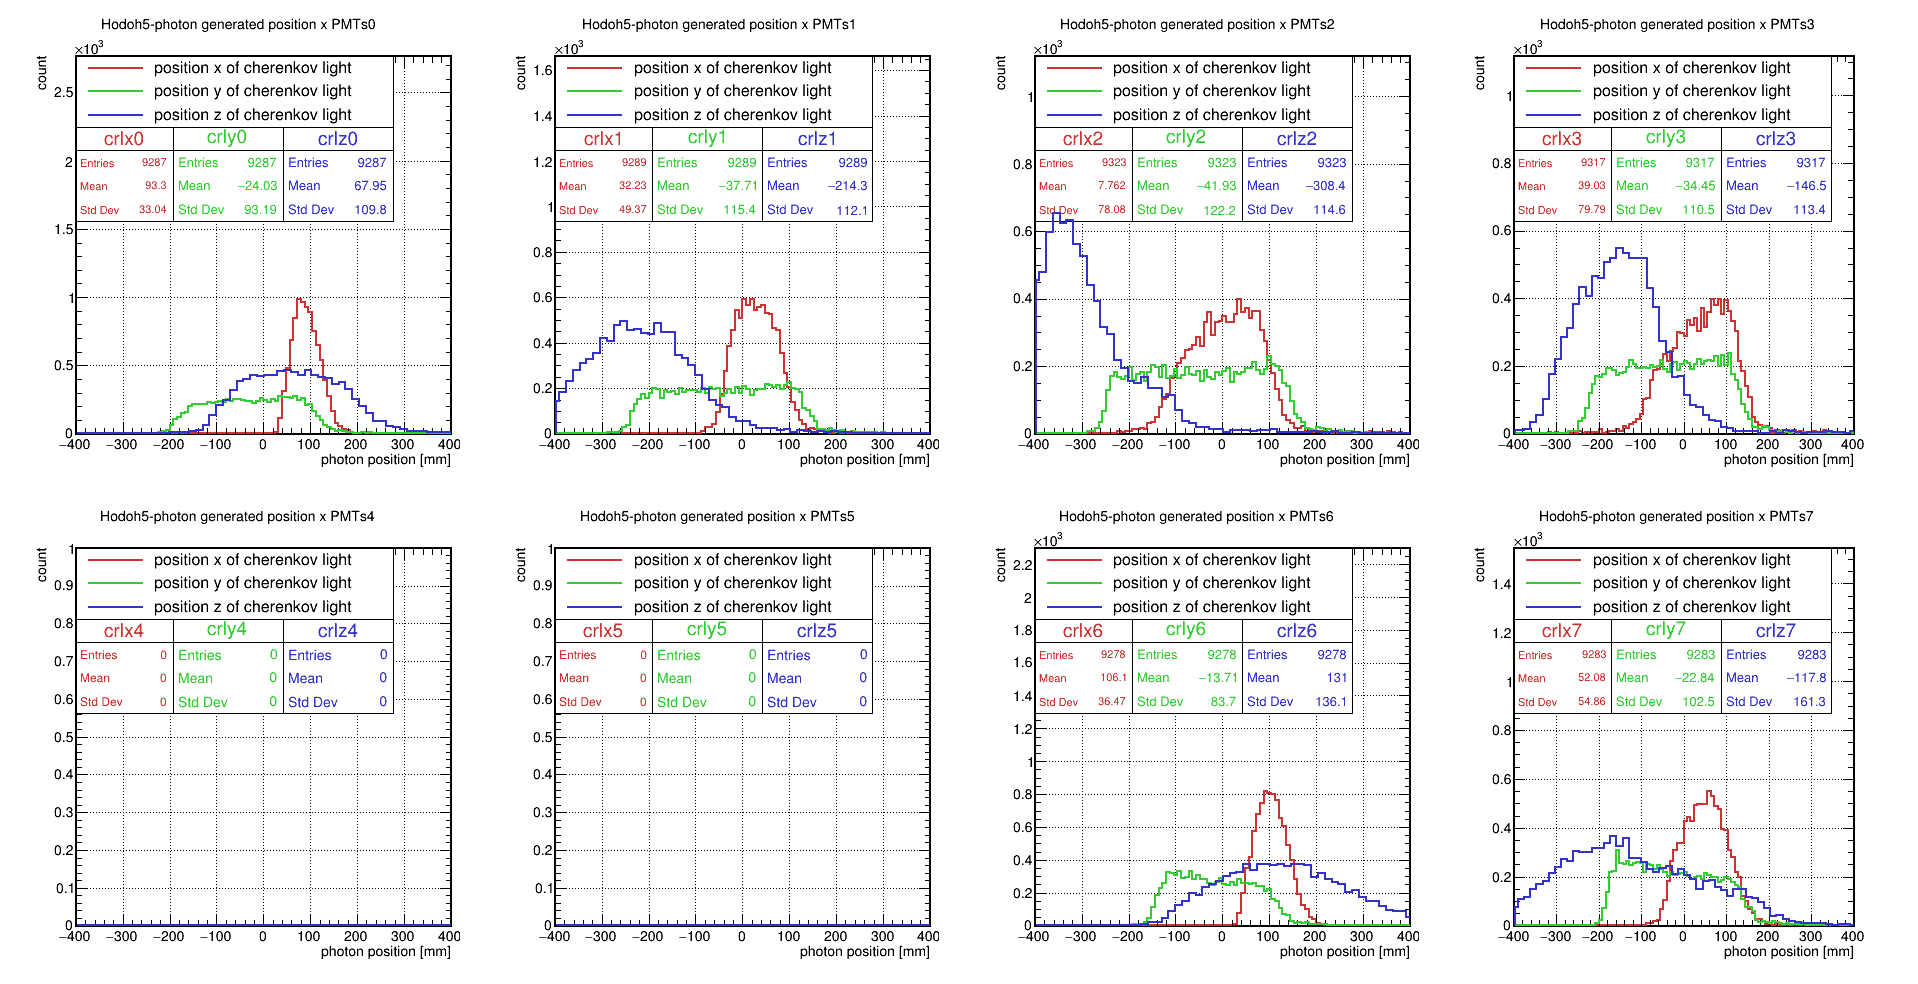 Hodoh5-photon generated position x PMTs0
×10³
count
position x of cherenkov light
position y of cherenkov light
position z of cherenkov light
crlx0 crly0 crlz0
Entries 9287 Entries 9287 Entries 9287
Mean 93.3 Mean −24.03 Mean 67.95
Std Dev 33.04 Std Dev 93.19 Std Dev 109.8
2.5
2
1.5
1
0.5
0
−400 −300 −200 −100 0 100 200 300 400
photon position [mm]
Hodoh5-photon generated position x PMTs1
×10³
count
position x of cherenkov light
position y of cherenkov light
position z of cherenkov light
crlx1 crly1 crlz1
Entries 9289 Entries 9289 Entries 9289
Mean 32.23 Mean −37.71 Mean −214.3
Std Dev 49.37 Std Dev 115.4 Std Dev 112.1
1.6
1.4
1.2
1
0.8
0.6
0.4
0.2
0
−400 −300 −200 −100 0 100 200 300 400
photon position [mm]
Hodoh5-photon generated position x PMTs2
×10³
count
position x of cherenkov light
position y of cherenkov light
position z of cherenkov light
crlx2 crly2 crlz2
Entries 9323 Entries 9323 Entries 9323
Mean 7.762 Mean −41.93 Mean −308.4
Std Dev 78.08 Std Dev 122.2 Std Dev 114.6
1
0.8
0.6
0.4
0.2
0
−400 −300 −200 −100 0 100 200 300 400
photon position [mm]
Hodoh5-photon generated position x PMTs3
×10³
count
position x of cherenkov light
position y of cherenkov light
position z of cherenkov light
crlx3 crly3 crlz3
Entries 9317 Entries 9317 Entries 9317
Mean 39.03 Mean −34.45 Mean −146.5
Std Dev 79.79 Std Dev 110.5 Std Dev 113.4
1
0.8
0.6
0.4
0.2
0
−400 −300 −200 −100 0 100 200 300 400
photon position [mm]
Hodoh5-photon generated position x PMTs4
count
position x of cherenkov light
position y of cherenkov light
position z of cherenkov light
crlx4 crly4 crlz4
Entries 0 Entries 0 Entries 0
Mean 0 Mean 0 Mean 0
Std Dev 0 Std Dev 0 Std Dev 0
1
0.9
0.8
0.7
0.6
0.5
0.4
0.3
0.2
0.1
0
−400 −300 −200 −100 0 100 200 300 400
photon position [mm]
Hodoh5-photon generated position x PMTs5
count
position x of cherenkov light
position y of cherenkov light
position z of cherenkov light
crlx5 crly5 crlz5
Entries 0 Entries 0 Entries 0
Mean 0 Mean 0 Mean 0
Std Dev 0 Std Dev 0 Std Dev 0
1
0.9
0.8
0.7
0.6
0.5
0.4
0.3
0.2
0.1
0
−400 −300 −200 −100 0 100 200 300 400
photon position [mm]
Hodoh5-photon generated position x PMTs6
×10³
count
position x of cherenkov light
position y of cherenkov light
position z of cherenkov light
crlx6 crly6 crlz6
Entries 9278 Entries 9278 Entries 9278
Mean 106.1 Mean −13.71 Mean 131
Std Dev 36.47 Std Dev 83.7 Std Dev 136.1
2.2
2
1.8
1.6
1.4
1.2
1
0.8
0.6
0.4
0.2
0
−400 −300 −200 −100 0 100 200 300 400
photon position [mm]
Hodoh5-photon generated position x PMTs7
×10³
count
position x of cherenkov light
position y of cherenkov light
position z of cherenkov light
crlx7 crly7 crlz7
Entries 9283 Entries 9283 Entries 9283
Mean 52.08 Mean −22.84 Mean −117.8
Std Dev 54.86 Std Dev 102.5 Std Dev 161.3
1.4
1.2
1
0.8
0.6
0.4
0.2
0
−400 −300 −200 −100 0 100 200 300 400
photon position [mm]